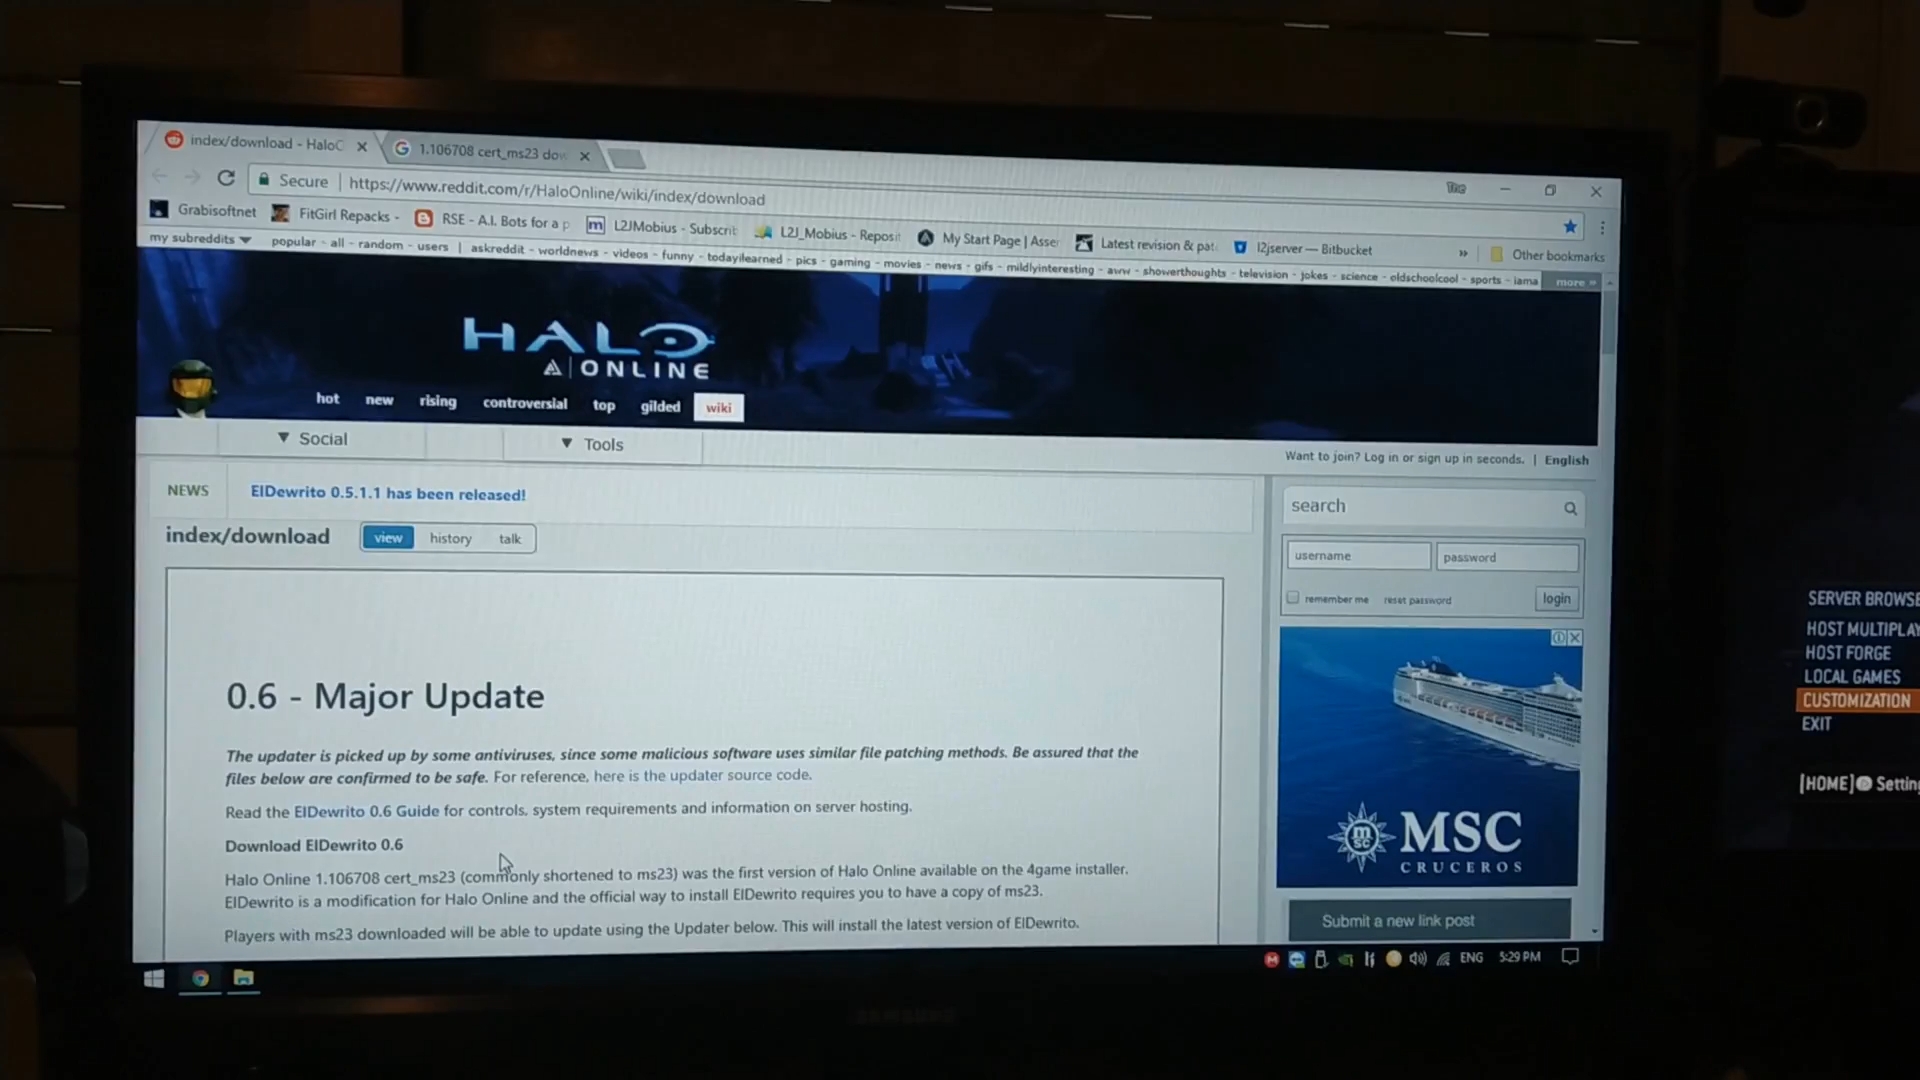 index/download - HaloO
1.106708 cert_ms23 dow
Secure
https://www.reddit.com/r/HaloOnline/wiki/index/download
Grabisoftnet
FitGirl Repacks -
RSE - A.I. Bots for a p
L2JMobius - Subscrib
L2J_Mobius - Reposit
My Start Page | Asser
Latest revision & pat
l2jserver — Bitbucket
»
Other bookmarks
my subreddits
popular - all - random - users | askreddit - worldnews - videos - funny - todayilearned - pics - gaming - movies - news - gifs - mildlyinteresting - aww - showerthoughts - television - jokes - science - oldschoolcool - sports - iama
more »
HALO
ONLINE
hot new rising controversial top gilded wiki
Social
Tools
Want to join? Log in or sign up in seconds. | English
NEWS
ElDewrito 0.5.1.1 has been released!
search
index/download
view history talk
username
password
remember me
reset password
login
0.6 - Major Update
The updater is picked up by some antiviruses, since some malicious software uses similar file patching methods. Be assured that the
files below are confirmed to be safe. For reference, here is the updater source code.
Read the ElDewrito 0.6 Guide for controls, system requirements and information on server hosting.
Download ElDewrito 0.6
Halo Online 1.106708 cert_ms23 (commonly shortened to ms23) was the first version of Halo Online available on the 4game installer.
ElDewrito is a modification for Halo Online and the official way to install ElDewrito requires you to have a copy of ms23.
Players with ms23 downloaded will be able to update using the Updater below. This will install the latest version of ElDewrito.
msc
MSC
CRUCEROS
Submit a new link post
ENG
5:29 PM
SAMSUNG
SERVER BROWSE
HOST MULTIPLAY
HOST FORGE
LOCAL GAMES
CUSTOMIZATION
EXIT
[HOME] Setting